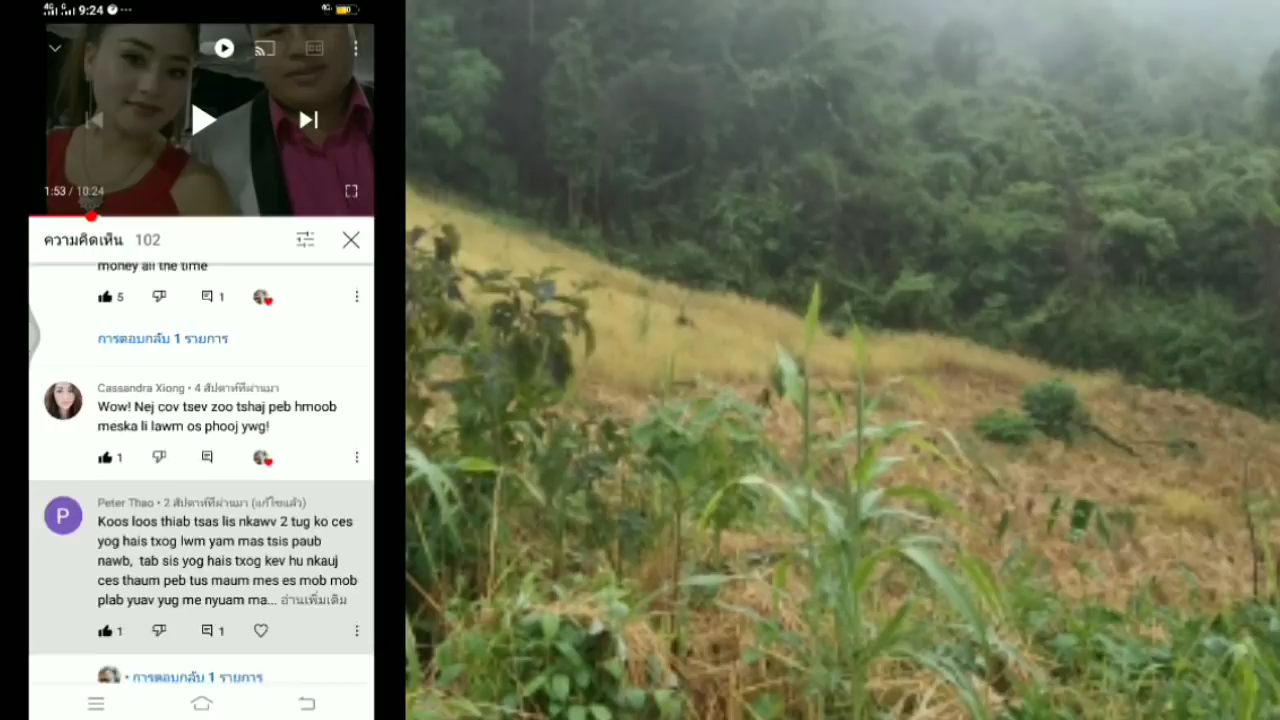 4G G 9:24 4G
1:53 / 10:24
ความคิดเห็น 102
money all the time
5 1
การตอบกลับ 1 รายการ
Cassandra Xiong • 4 สัปดาห์ที่ผ่านมา
Wow! Nej cov tsev zoo tshaj peb hmoob
meska li lawm os phooj ywg!
1
P
Peter Thao • 2 สัปดาห์ที่ผ่านมา (แก้ไขแล้ว)
Koos loos thiab tsas lis nkawv 2 tug ko ces
yog hais txog lwm yam mas tsis paub
nawb, tab sis yog hais txog kev hu nkauj
ces thaum peb tus maum mes es mob mob
plab yuav yug me nyuam ma... อ่านเพิ่มเติม
1 1
• การตอบกลับ 1 รายการ